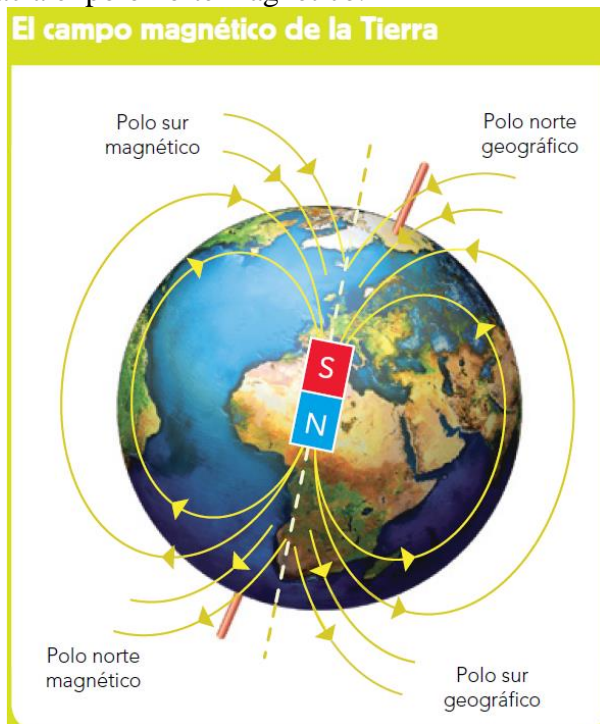 El campo magnético de la Tierra
Polo sur
magnético
Polo norte
geográfico
S
N
Polo norte
magnético
Polo sur
geográfico